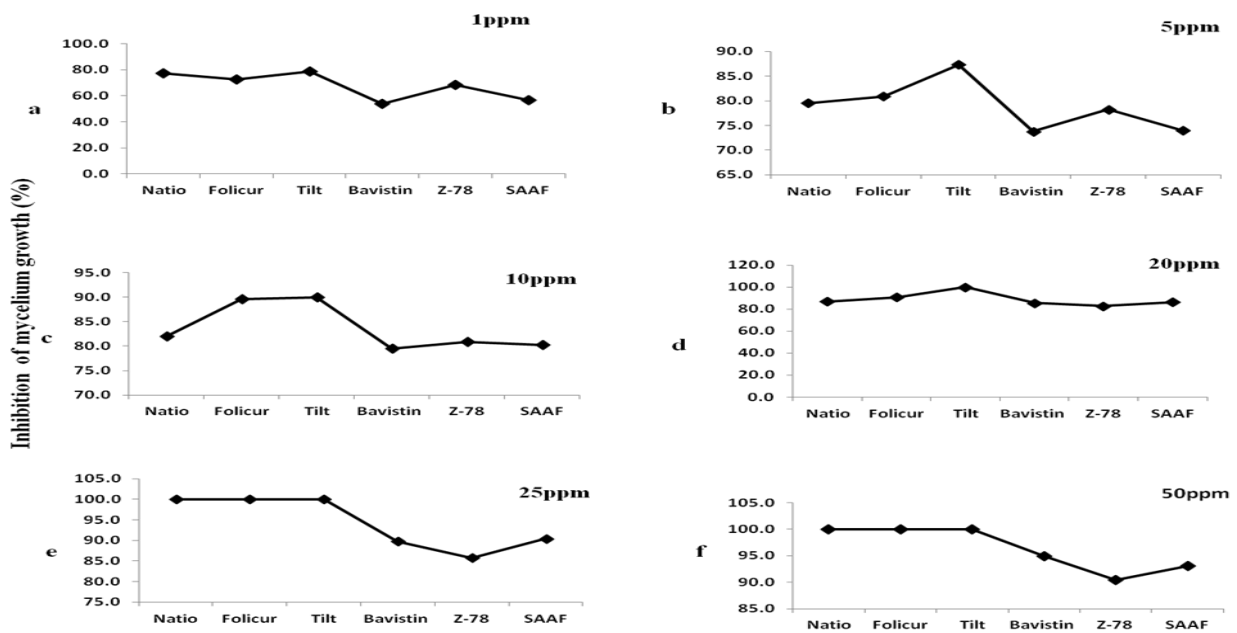 Inhibition of mycelium growth (%)
a
1ppm
100.0
80.0
60.0
40.0
20.0
0.0
Natio Folicur Tilt Bavistin Z-78 SAAF
b
5ppm
90.0
85.0
80.0
75.0
70.0
65.0
Natio Folicur Tilt Bavistin Z-78 SAAF
c
10ppm
95.0
90.0
85.0
80.0
75.0
70.0
Natio Folicur Tilt Bavistin Z-78 SAAF
d
20ppm
120.0
100.0
80.0
60.0
40.0
20.0
0.0
Natio Folicur Tilt Bavistin Z-78 SAAF
e
25ppm
105.0
100.0
95.0
90.0
85.0
80.0
75.0
Natio Folicur Tilt Bavistin Z-78 SAAF
f
50ppm
105.0
100.0
95.0
90.0
85.0
Natio Folicur Tilt Bavistin Z-78 SAAF